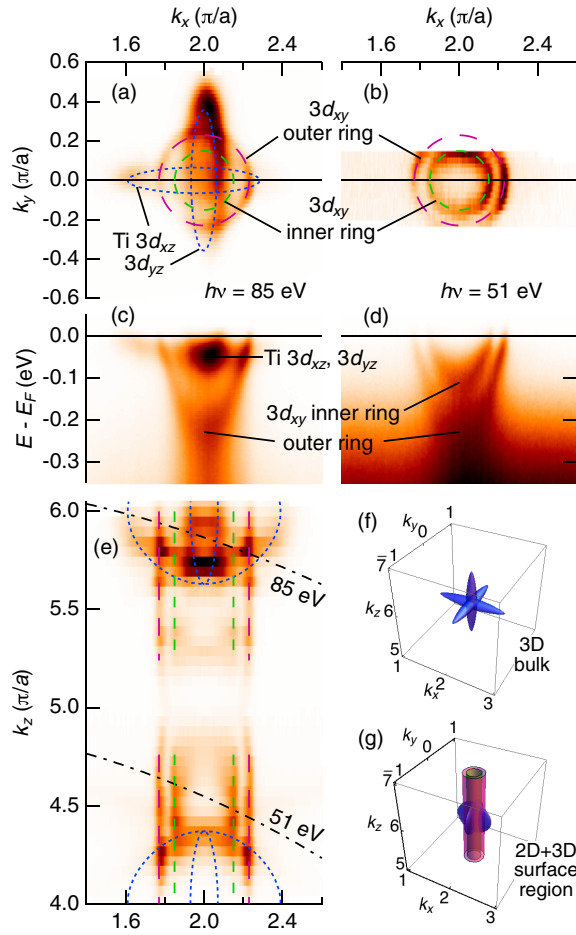 kx (π/a)
kx (π/a)
1.6 2.0 2.4 1.6 2.0 2.4
0.6
0.4
0.2
0.0
-0.2
-0.4
-0.6
ky (π/a)
(a)
(b)
3dxy
outer ring
3dxy
inner ring
Ti 3dxz
3dyz
hν = 85 eV
hν = 51 eV
(c)
(d)
0.0
-0.1
-0.2
-0.3
E - EF (eV)
Ti 3dxz, 3dyz
3dxy inner ring
outer ring
6.0
5.5
5.0
4.5
4.0
kz (π/a)
(e)
85 eV
51 eV
1.6 2.0 2.4
(f)
ky
0
1
1̅
7
kz 6
5
1
kx 2
3
3D
bulk
(g)
ky
0
1
1̅
7
kz 6
5
1
kx
2
3
2D+3D
surface
region